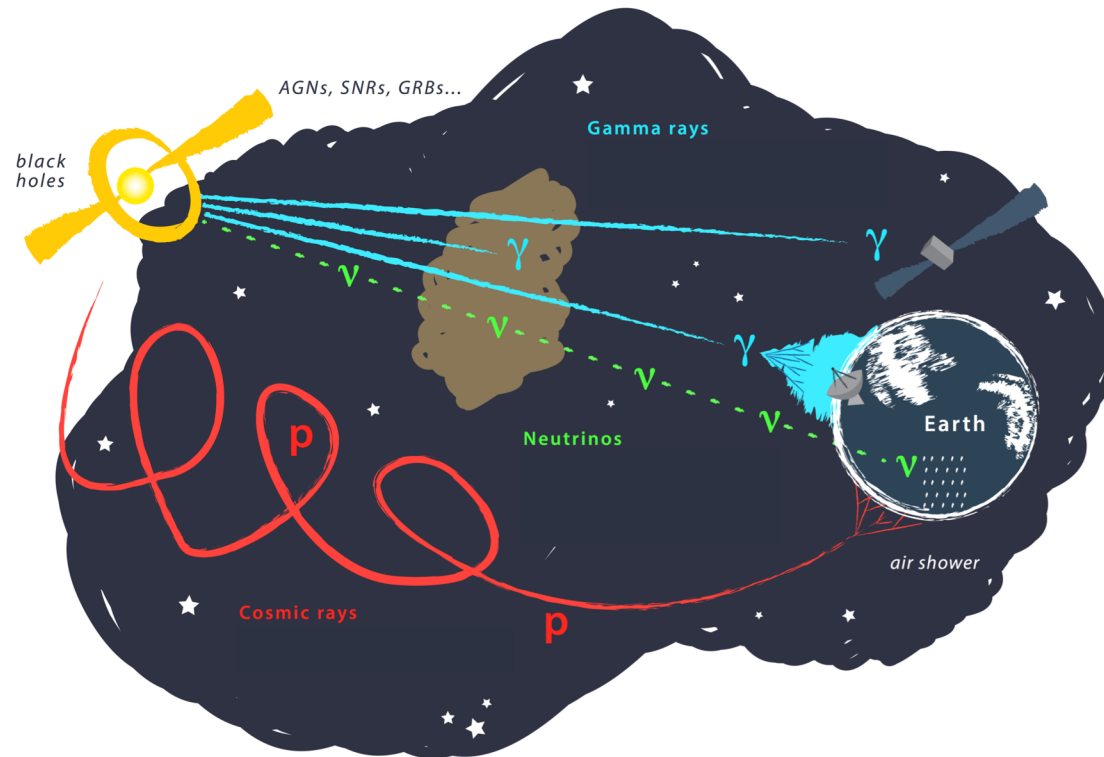 AGNs, SNRs, GRBs...
Gamma rays
black
holes
γ
γ
ν
ν
γ
ν
p
Neutrinos
ν
Earth
ν
air shower
Cosmic rays
p